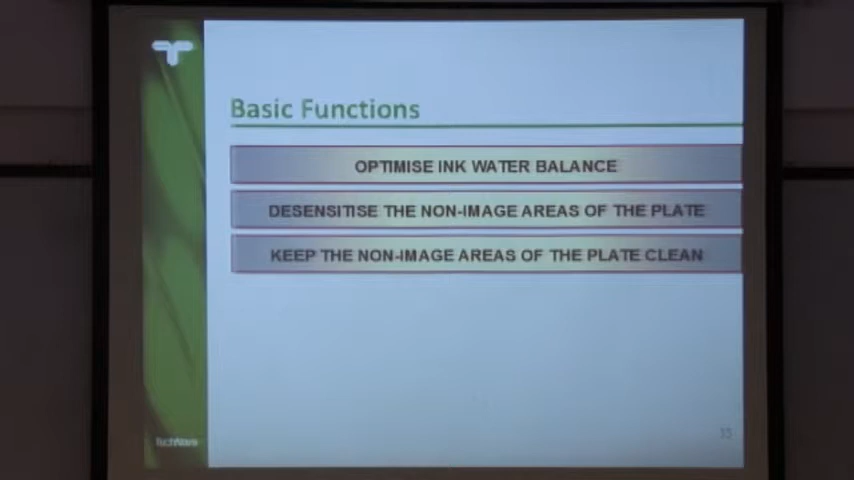 Basic Functions
OPTIMISE INK WATER BALANCE
DESENSITISE THE NON-IMAGE AREAS OF THE PLATE
KEEP THE NON-IMAGE AREAS OF THE PLATE CLEAN
TechNova